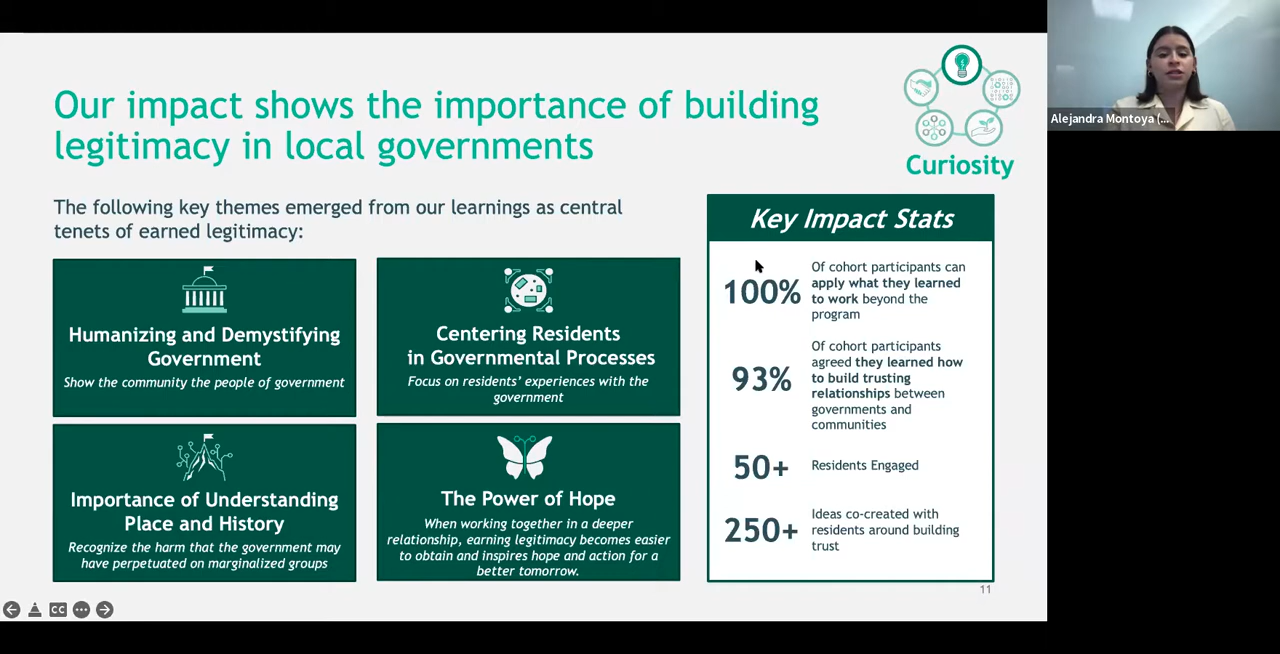 Our impact shows the importance of building
legitimacy in local governments
Curiosity
The following key themes emerged from our learnings as central
tenets of earned legitimacy:
Humanizing and Demystifying
Government
Show the community the people of government
Centering Residents
in Governmental Processes
Focus on residents' experiences with the
government
Importance of Understanding
Place and History
Recognize the harm that the government may
have perpetuated on marginalized groups
The Power of Hope
When working together in a deeper
relationship, earning legitimacy becomes easier
to obtain and inspires hope and action for a
better tomorrow.
Key Impact Stats
100%
Of cohort participants can
apply what they learned
to work beyond the
program
93%
Of cohort participants
agreed they learned how
to build trusting
relationships between
governments and
communities
50+
Residents Engaged
250+
Ideas co-created with
residents around building
trust
11
CC
Alejandra Montoya (...